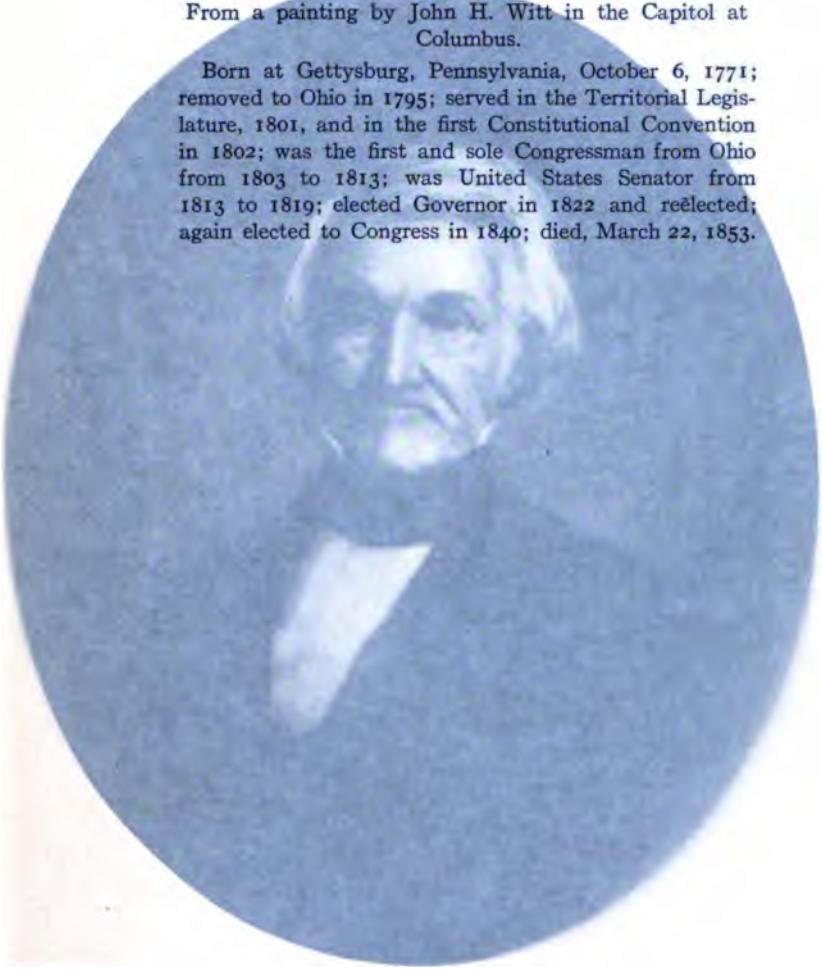 From a painting by John H. Witt in the Capitol at
Columbus.
Born at Gettysburg, Pennsylvania, October 6, 1771;
removed to Ohio in 1795; served in the Territorial Legis-
lature, 1801, and in the first Constitutional Convention
in 1802; was the first and sole Congressman from Ohio
from 1803 to 1813; was United States Senator from
1813 to 1819; elected Governor in 1822 and reëlected;
again elected to Congress in 1840; died, March 22, 1853.